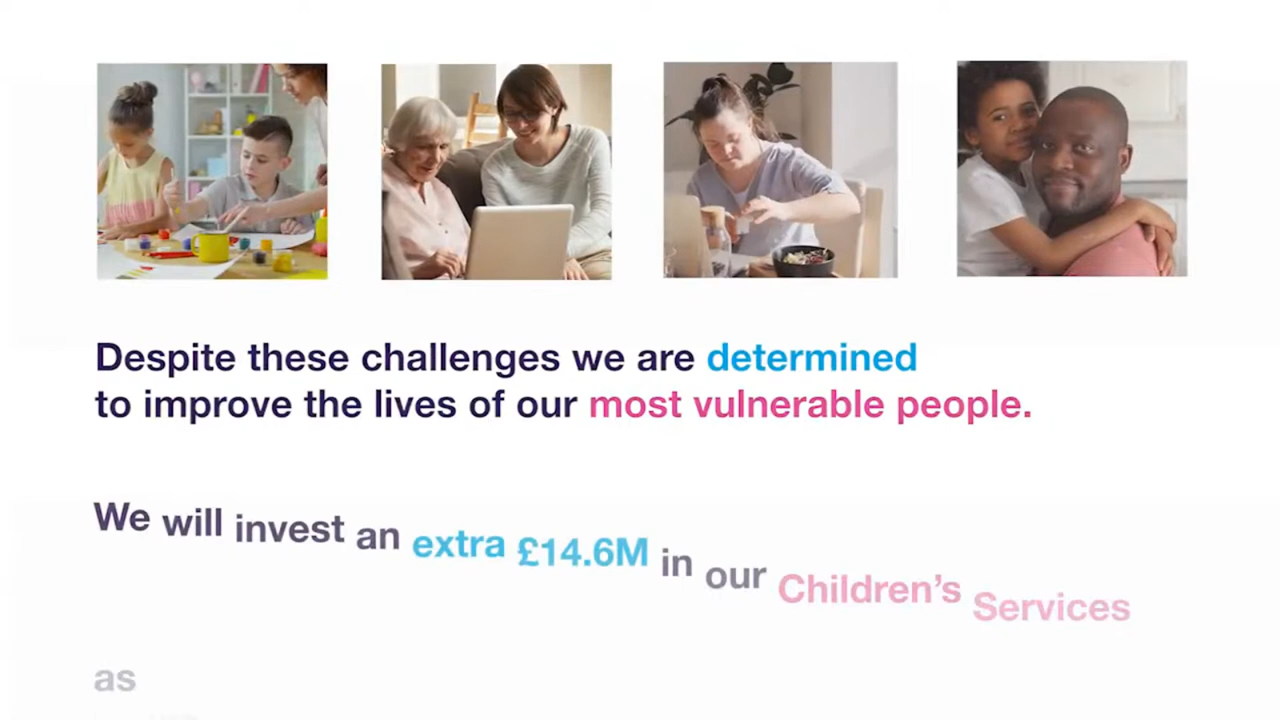 Despite these challenges we are determined
to improve the lives of our most vulnerable people.
We will invest an extra £14.6M in our Children’s Services
as